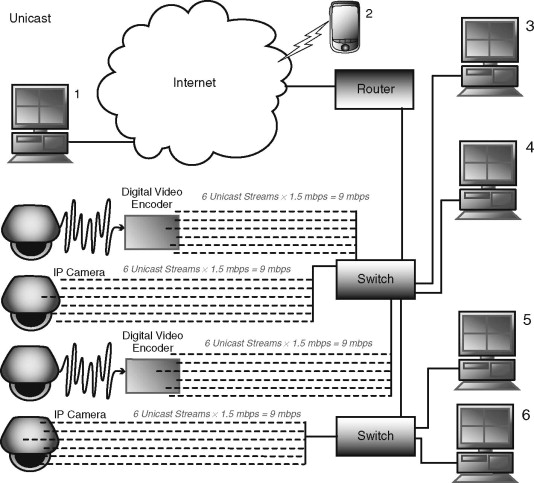 Unicast
2
3
Internet
1
Router
4
Digital Video
Encoder
6 Unicast Streams × 1.5 mbps = 9 mbps
IP Camera
6 Unicast Streams × 1.5 mbps = 9 mbps
Switch
Digital Video
Encoder
6 Unicast Streams × 1.5 mbps = 9 mbps
5
IP Camera
6 Unicast Streams × 1.5 mbps = 9 mbps
Switch
6